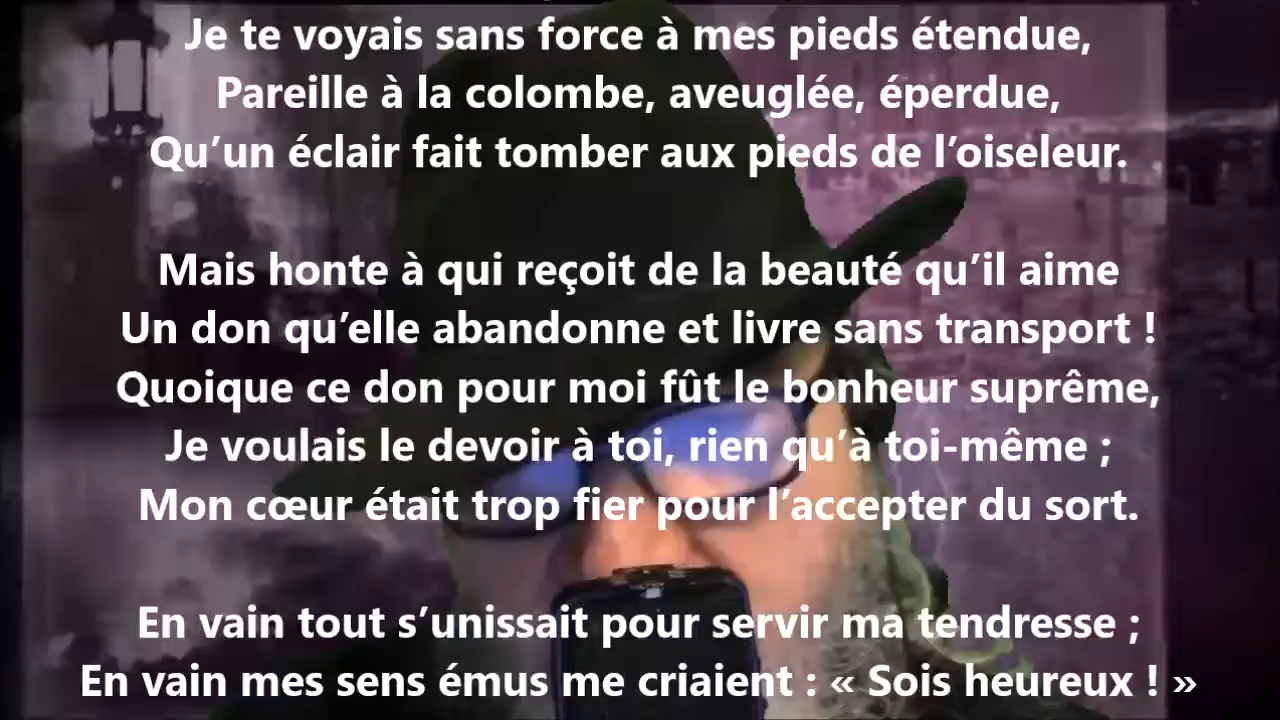 Je te voyais sans force à mes pieds étendue,
Pareille à la colombe, aveuglée, éperdue,
Qu’un éclair fait tomber aux pieds de l’oiseleur.
Mais honte à qui reçoit de la beauté qu’il aime
Un don qu’elle abandonne et livre sans transport !
Quoique ce don pour moi fût le bonheur suprême,
Je voulais le devoir à toi, rien qu’à toi-même ;
Mon cœur était trop fier pour l’accepter du sort.
En vain tout s’unissait pour servir ma tendresse ;
En vain mes sens émus me criaient : « Sois heureux ! »